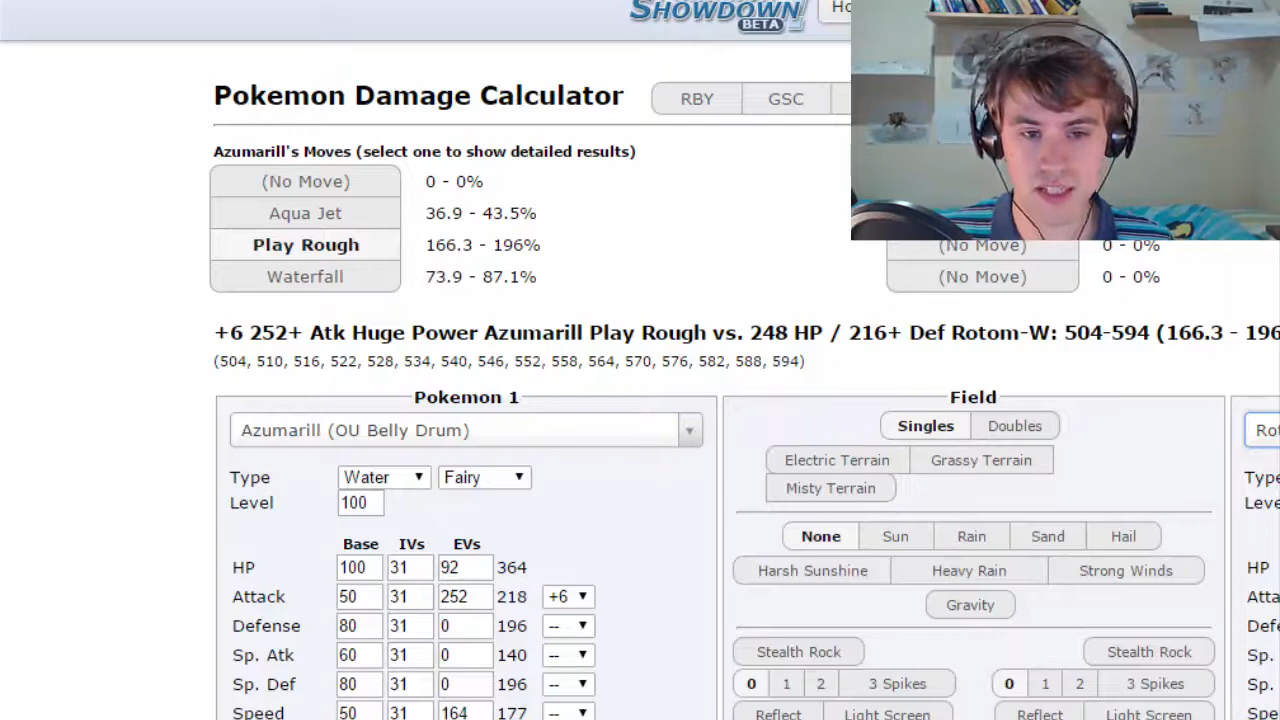 SHOWDOWN
BETA
Pokemon Damage Calculator
RBY GSC
Azumarill's Moves (select one to show detailed results)
(No Move) 0 - 0%
Aqua Jet 36.9 - 43.5%
Play Rough 166.3 - 196% (No Move) 0 - 0%
Waterfall 73.9 - 87.1% (No Move) 0 - 0%
+6 252+ Atk Huge Power Azumarill Play Rough vs. 248 HP / 216+ Def Rotom-W: 504-594 (166.3 - 196
(504, 510, 516, 522, 528, 534, 540, 546, 552, 558, 564, 570, 576, 582, 588, 594)
Pokemon 1 Field
Azumarill (OU Belly Drum) Singles Doubles
Electric Terrain Grassy Terrain
Type Water Fairy
Misty Terrain
Level 100
None Sun Rain Sand Hail
Base IVs EVs
HP 100 31 92 364 Harsh Sunshine Heavy Rain Strong Winds HP
Attack 50 31 252 218 +6 Gravity
Defense 80 31 0 196 --
Sp. Atk 60 31 0 140 -- Stealth Rock Stealth Rock Sp.
Sp. Def 80 31 0 196 -- 0 1 2 3 Spikes 0 1 2 3 Spikes Sp.
Speed 50 31 164 177 -- Reflect Light Screen Reflect Light Screen